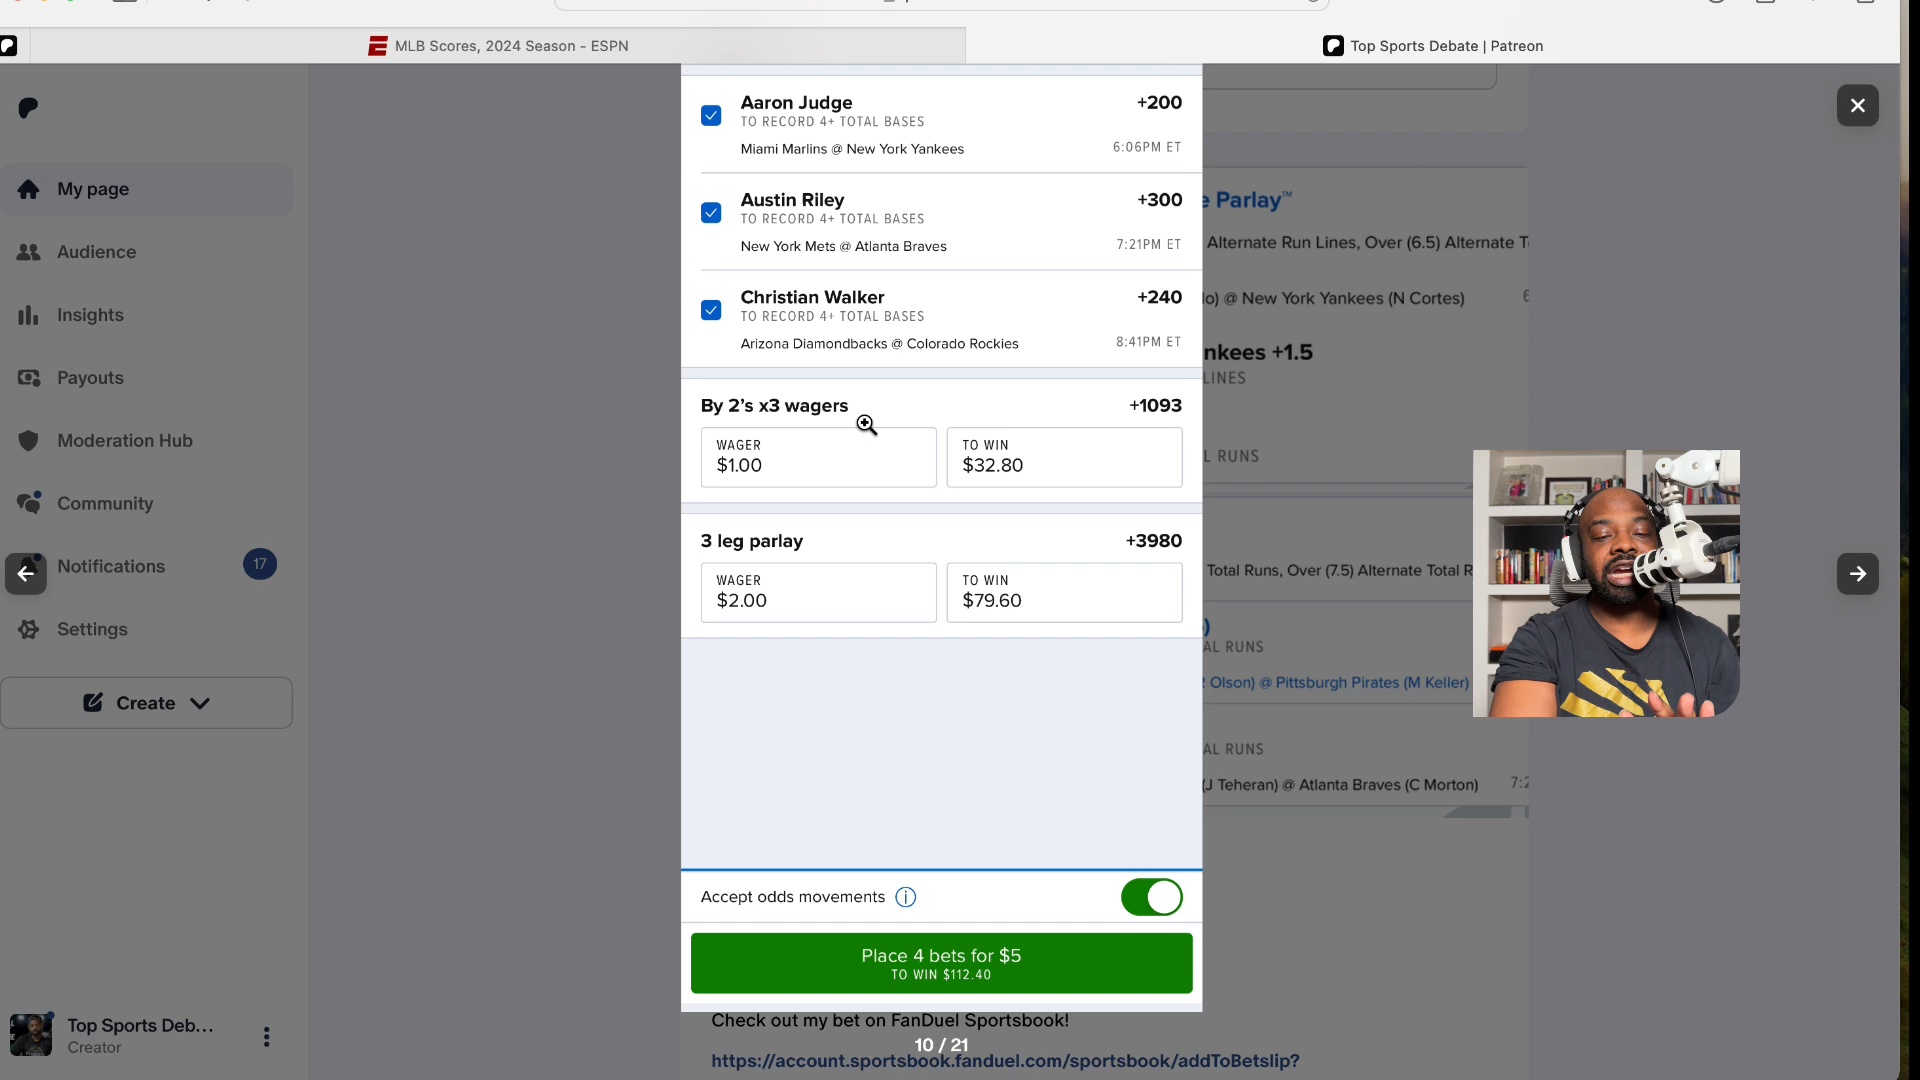 MLB Scores, 2024 Season - ESPN
Top Sports Debate | Patreon
My page
Audience
Insights
Payouts
Moderation Hub
Community
Notifications 17
Settings
Create
Top Sports Deb...
Creator
Aaron Judge +200
TO RECORD 4+ TOTAL BASES
Miami Marlins @ New York Yankees 6:06PM ET
Austin Riley +300
TO RECORD 4+ TOTAL BASES
New York Mets @ Atlanta Braves 7:21PM ET
Christian Walker +240
TO RECORD 4+ TOTAL BASES
Arizona Diamondbacks @ Colorado Rockies 8:41PM ET
By 2's x3 wagers +1093
WAGER TO WIN
$1.00 $32.80
3 leg parlay +3980
WAGER TO WIN
$2.00 $79.60
Accept odds movements
Place 4 bets for $5
TO WIN $112.40
Check out my bet on FanDuel Sportsbook!
10 / 21
https://account.sportsbook.fanduel.com/sportsbook/addToBetslip?
Parlay™
Alternate Run Lines, Over (6.5) Alternate
@ New York Yankees (N Cortes)
+1.5
LINES
RUNS
Total Runs, Over (7.5) Alternate Total
RUNS
Olson) @ Pittsburgh Pirates (M Keller)
RUNS
(J Teheran) @ Atlanta Braves (C Morton)